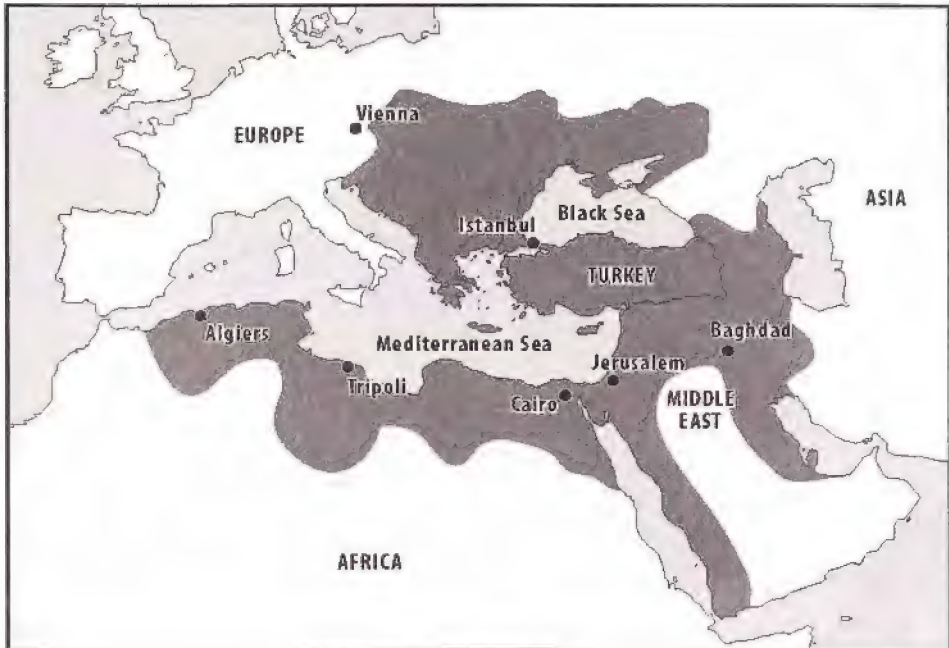 Vienna
EUROPE
ASIA
Black Sea
Istanbul
TURKEY
Algiers
Baghdad
Mediterranean Sea
Jerusalem
Tripoli
MIDDLE
EAST
Cairo
AFRICA